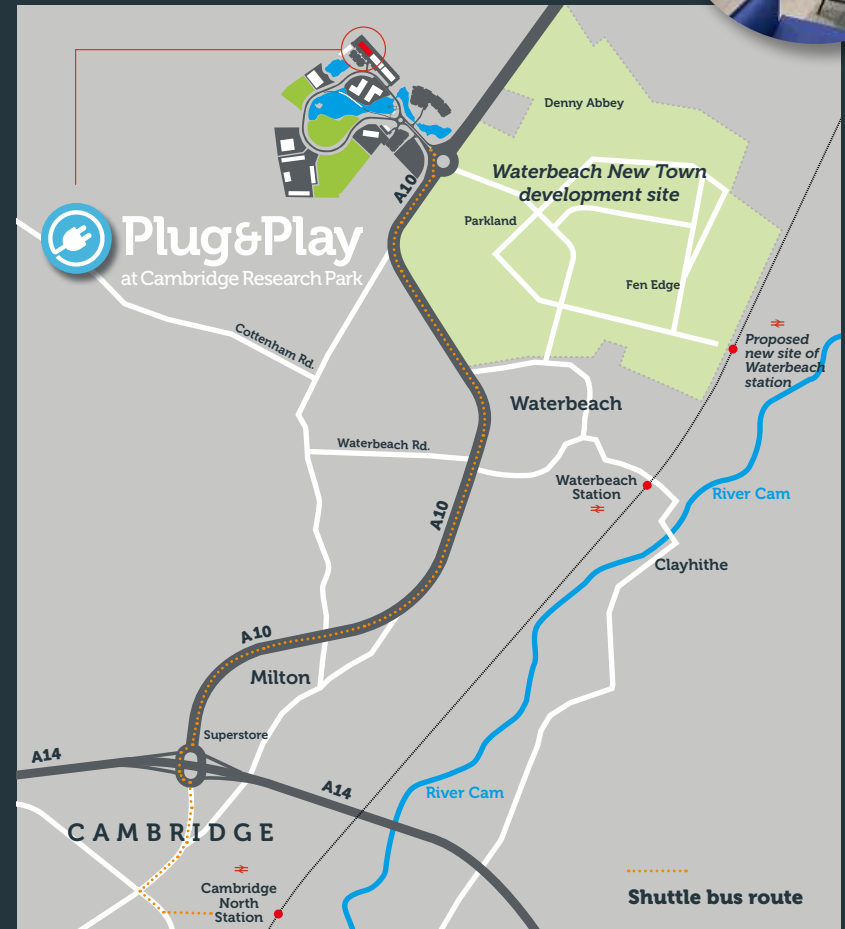 Denny Abbey
Waterbeach New Town
development site
A10
Parkland
Plug&Play
at Cambridge Research Park
Fen Edge
Cottenham Rd.
Proposed
new site of
Waterbeach
station
Waterbeach
Waterbeach Rd.
Waterbeach
Station
River Cam
A10
Clayhithe
A10
Milton
Superstore
A14
A14
River Cam
CAMBRIDGE
Cambridge
North
Station
Shuttle bus route